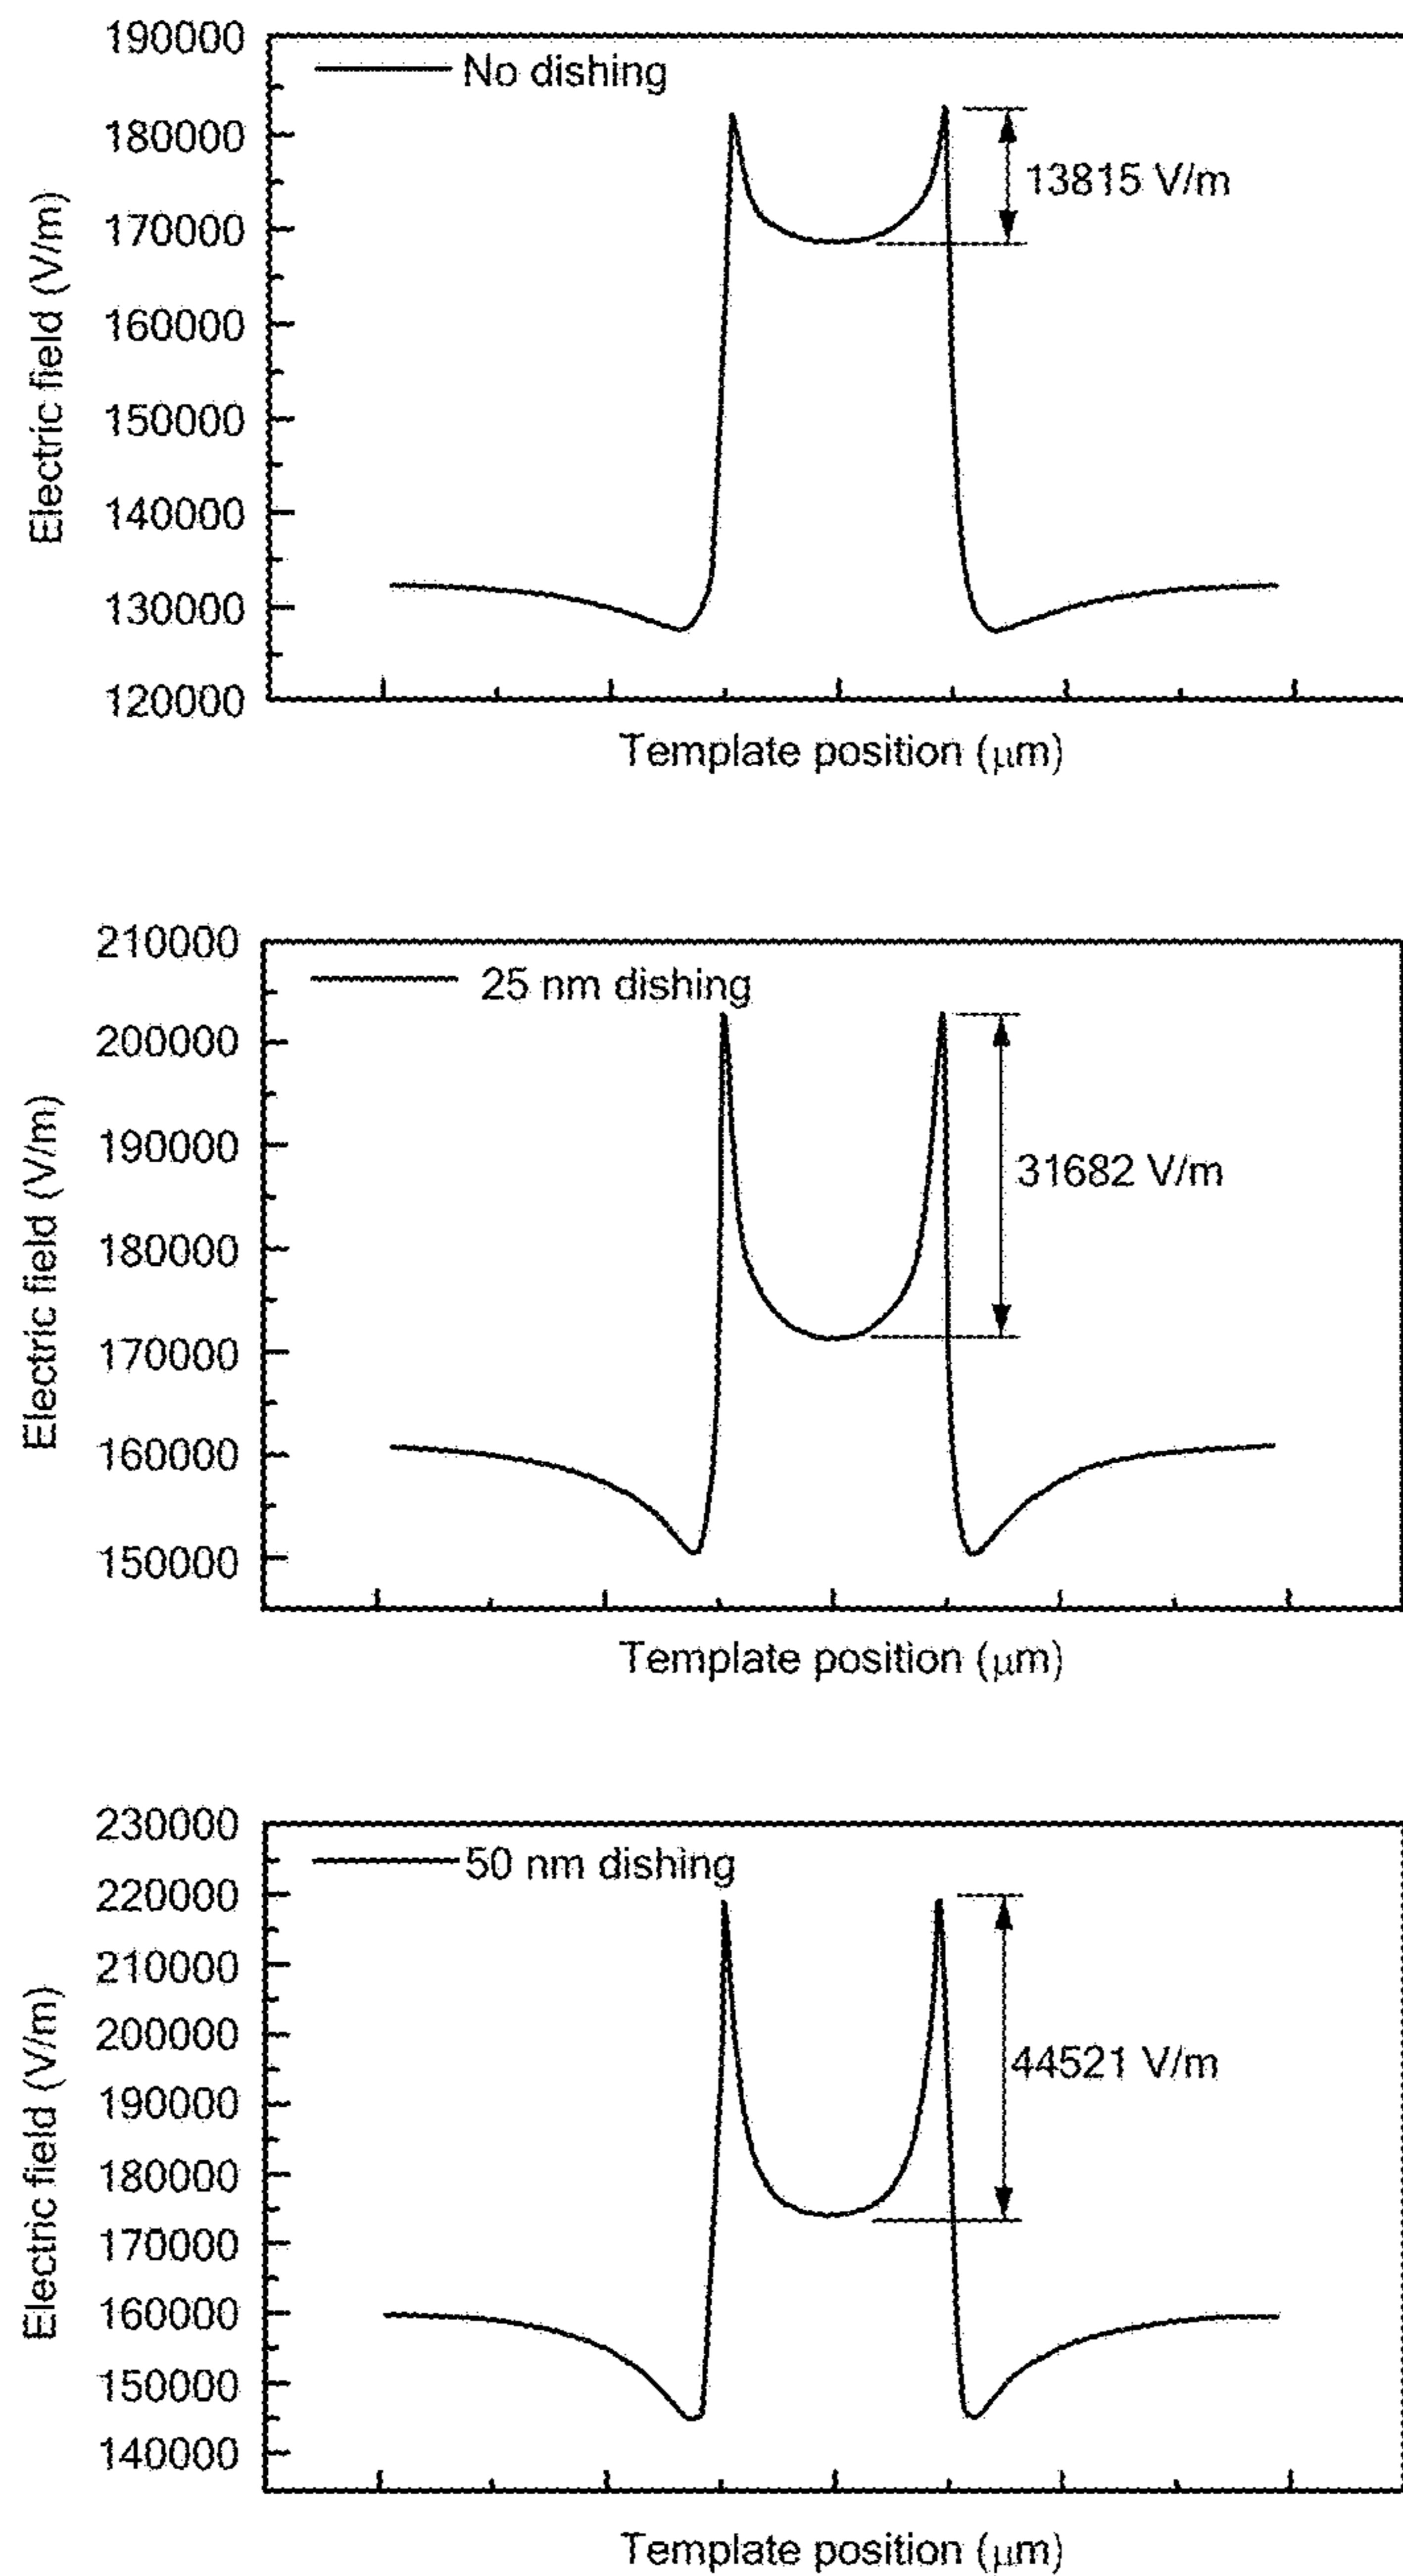 190000
No dishing
180000
13815 V/m
170000
160000
150000
140000
130000
120000
Electric field (V/m)
Template position (μm)
210000
25 nm dishing
200000
190000
31682 V/m
180000
170000
160000
150000
Electric field (V/m)
Template position (μm)
230000
50 nm dishing
220000
210000
200000
44521 V/m
190000
180000
170000
160000
150000
140000
Electric field (V/m)
Template position (μm)